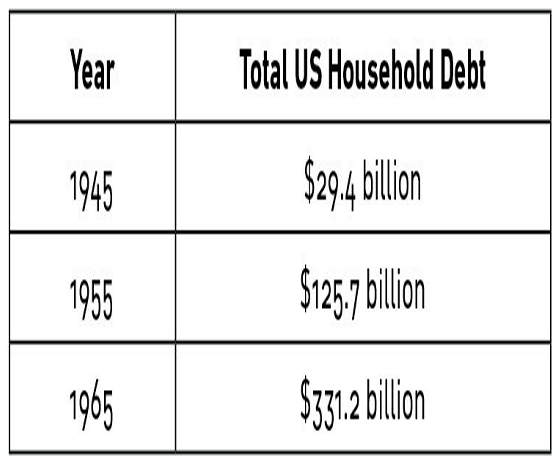 Year Total US Household Debt
1945 $29.4 billion
1955 $125.7 billion
1965 $331.2 billion